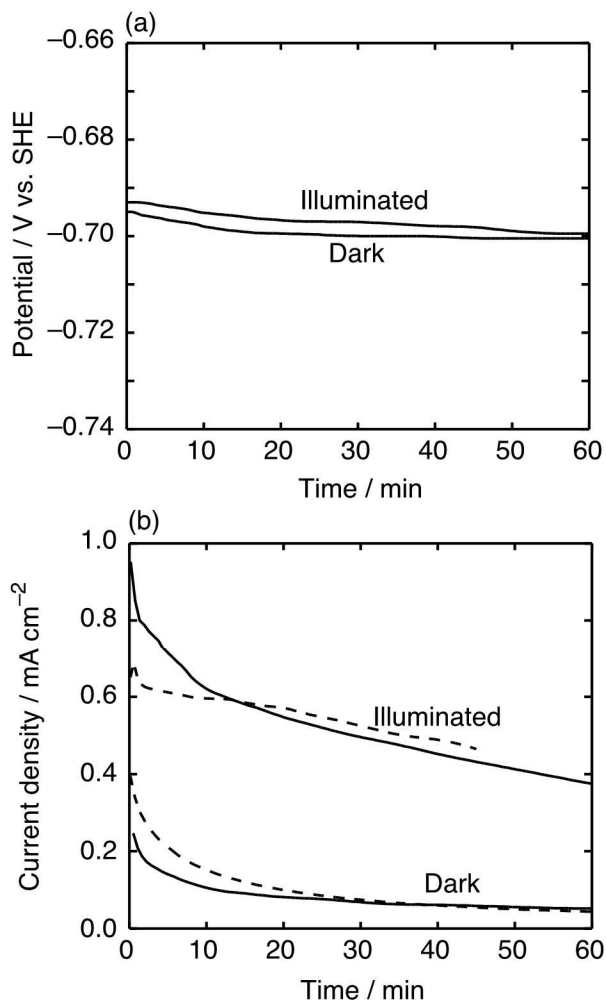 (a)
−0.66
−0.68
−0.70
−0.72
−0.74
Potential / V vs. SHE
Illuminated
Dark
0 10 20 30 40 50 60
Time / min
(b)
1.0
0.8
0.6
0.4
0.2
0.0
Current density / mA cm⁻²
Illuminated
Dark
0 10 20 30 40 50 60
Time / min